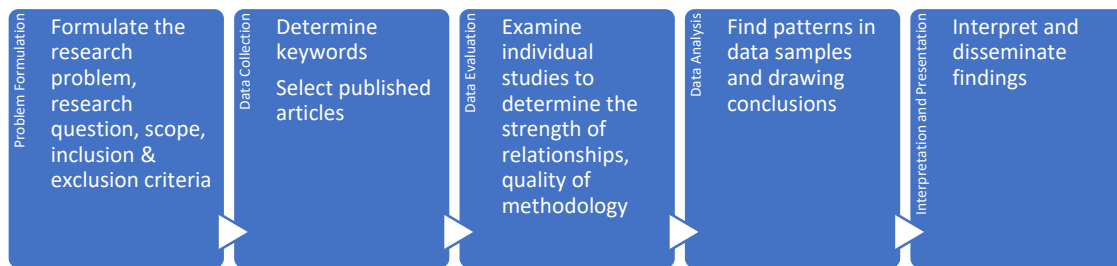 Problem Formulation
Formulate the
research
problem,
research
question, scope,
inclusion &
exclusion criteria
Data Collection
Determine
keywords
Select published
articles
Data Evaluation
Examine
individual
studies to
determine the
strength of
relationships,
quality of
methodology
Data Analysis
Find patterns in
data samples
and drawing
conclusions
Interpretation and Presentation
Interpret and
disseminate
findings